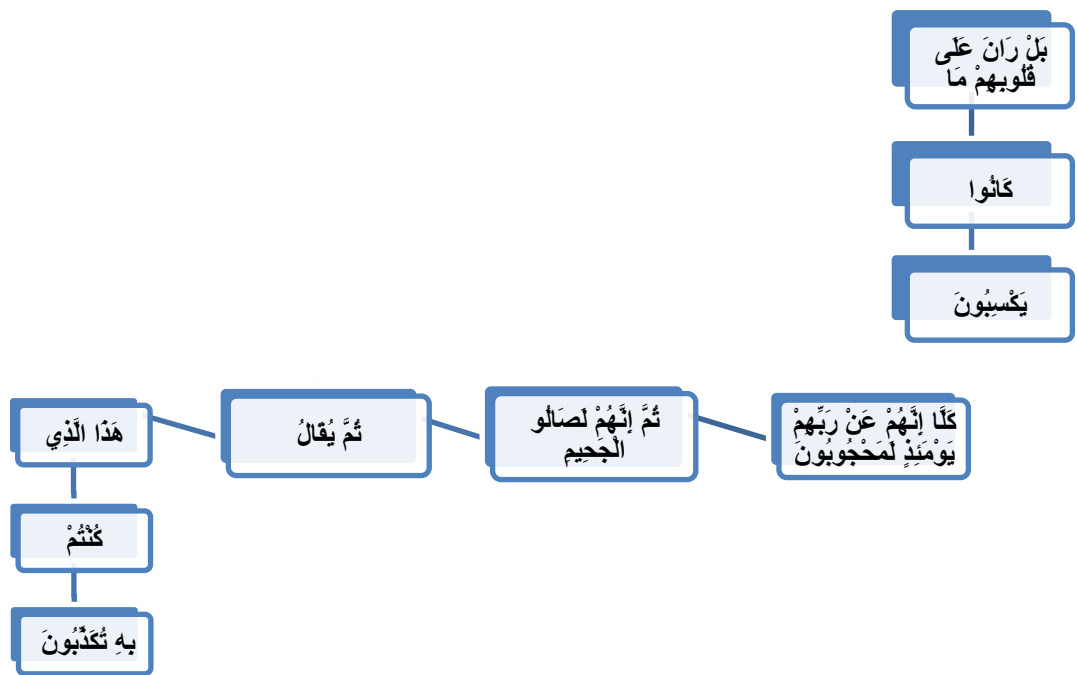 بَلْ رَانَ عَلَى
قُلُوبِهِمْ مَا
كَانُوا
يَكْسِبُونَ
كَلَّا إِنَّهُمْ عَنْ رَبِّهِمْ
يَوْمَئِذٍ لَمَحْجُوبُونَ
ثُمَّ إِنَّهُمْ لَصَالُو
الْجَحِيمِ
ثُمَّ يُقَالُ
هَذَا الَّذِي
كُنْتُمْ
بِهِ تُكَذِّبُونَ